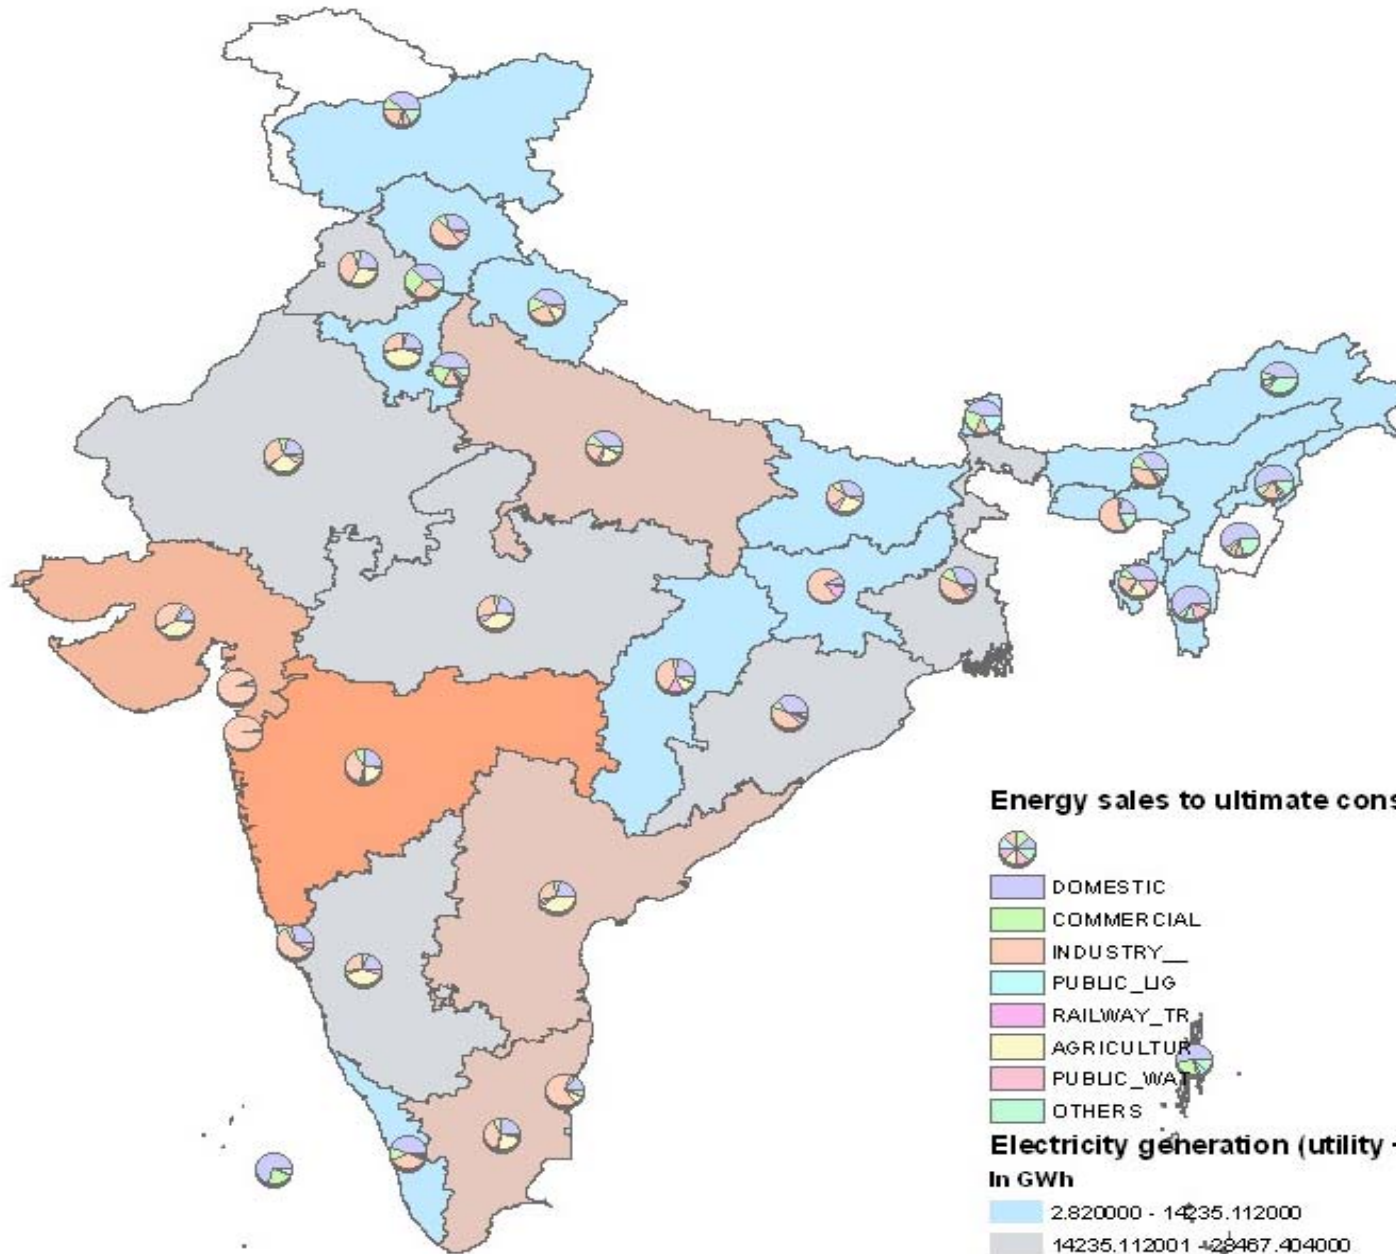 Energy sales to ultimate cons
DOMESTIC
COMMERCIAL
INDUSTRY__
PUBLIC_LIG
RAILWAY_TR
AGRICULTUR
PUBLIC_WAT
OTHERS
Electricity generation (utility
In GWh
2.820000 - 14235.112000
14235.112001 - 28467.404000